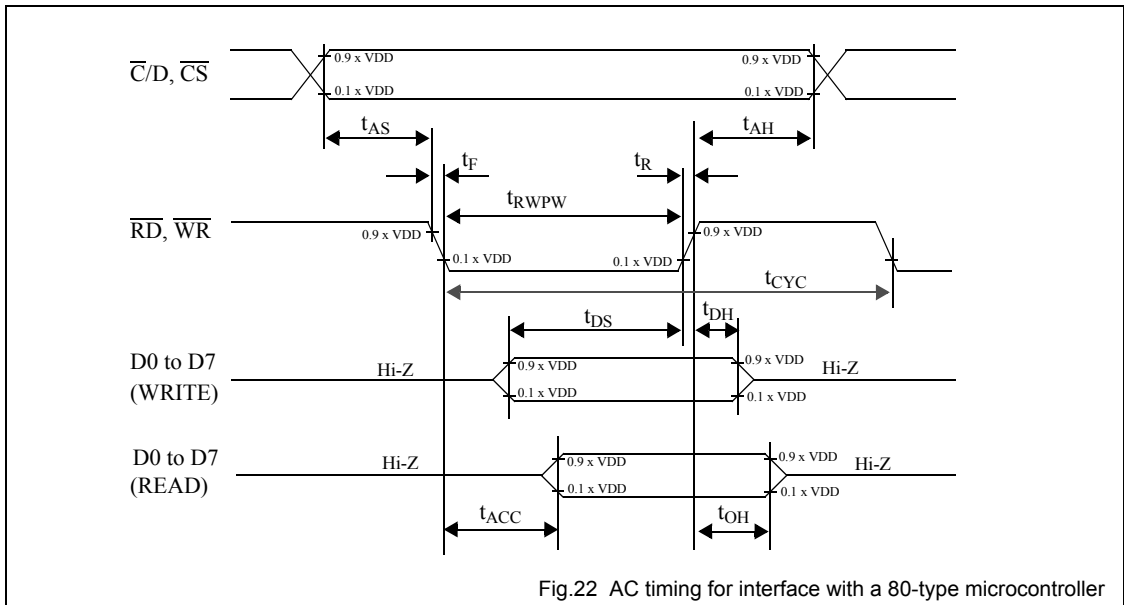 C̅/D, C̅S̅
0.9 x VDD
0.9 x VDD
0.1 x VDD
0.1 x VDD
tAS
tAH
tF
tR
tRWPW
R̅D̅, W̅R̅
0.9 x VDD
0.9 x VDD
0.1 x VDD
0.1 x VDD
tCYC
tDS
tDH
D0 to D7
(WRITE)
Hi-Z
0.9 x VDD
0.1 x VDD
0.9 x VDD
0.1 x VDD
Hi-Z
D0 to D7
(READ)
Hi-Z
0.9 x VDD
0.1 x VDD
0.9 x VDD
0.1 x VDD
Hi-Z
tACC
tOH
Fig.22 AC timing for interface with a 80-type microcontroller